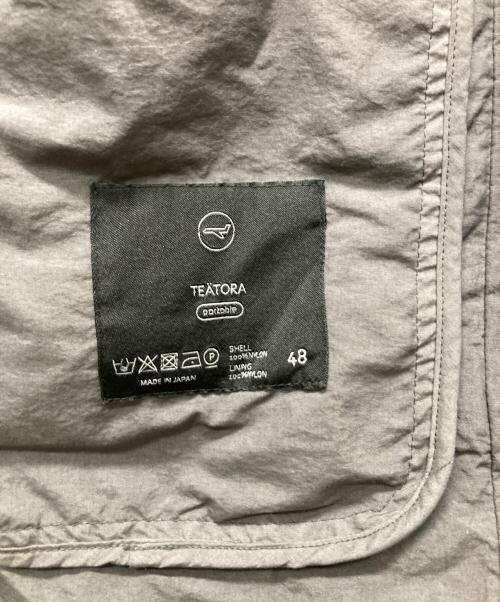 TEÄTORA
portable
SHELL
100%NYLON
LINING
100%NYLON
48
P
MADE IN JAPAN